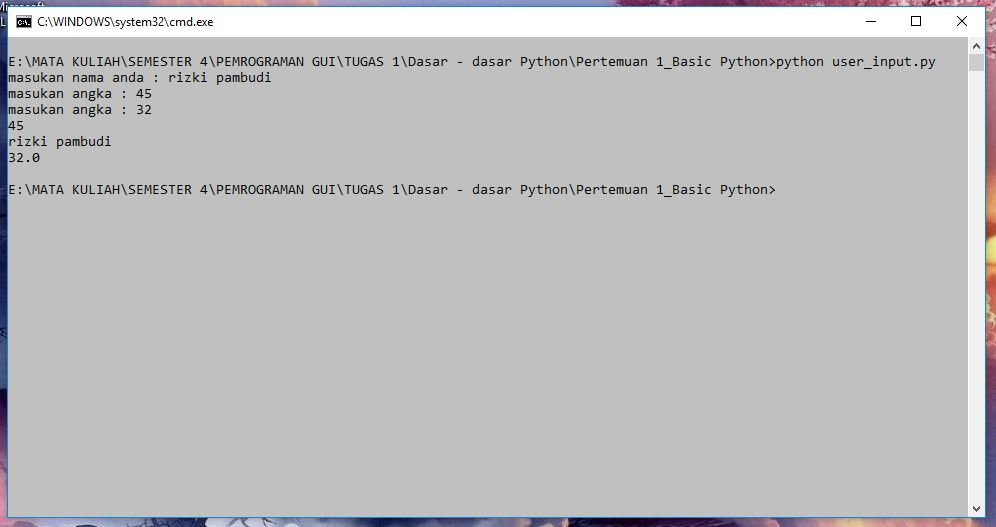 C:\WINDOWS\system32\cmd.exe
E:\MATA KULIAH\SEMESTER 4\PEMROGRAMAN GUI\TUGAS 1\Dasar - dasar Python\Pertemuan 1_Basic Python>python user_input.py
masukan nama anda : rizki pambudi
masukan angka : 45
masukan angka : 32
45
rizki pambudi
32.0
E:\MATA KULIAH\SEMESTER 4\PEMROGRAMAN GUI\TUGAS 1\Dasar - dasar Python\Pertemuan 1_Basic Python>